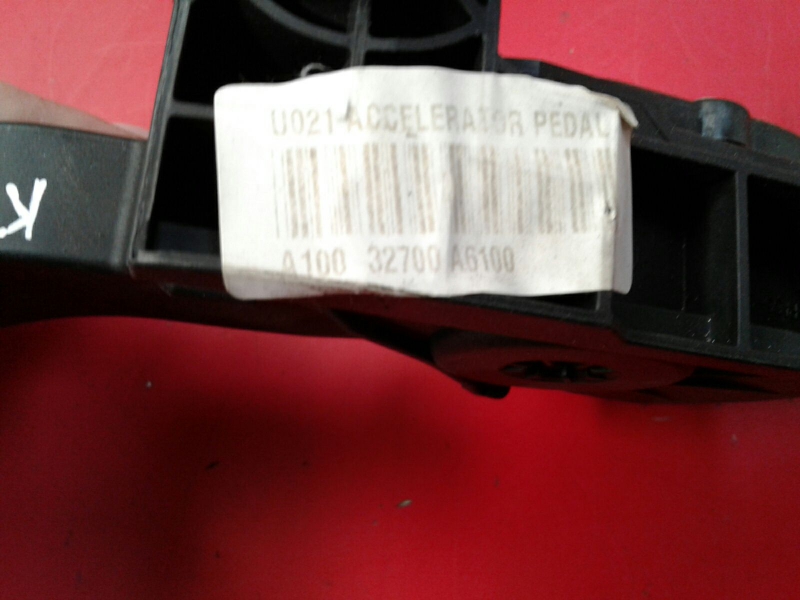 U021 ACCELERATOR PEDAL
A100 32700 A6100
K